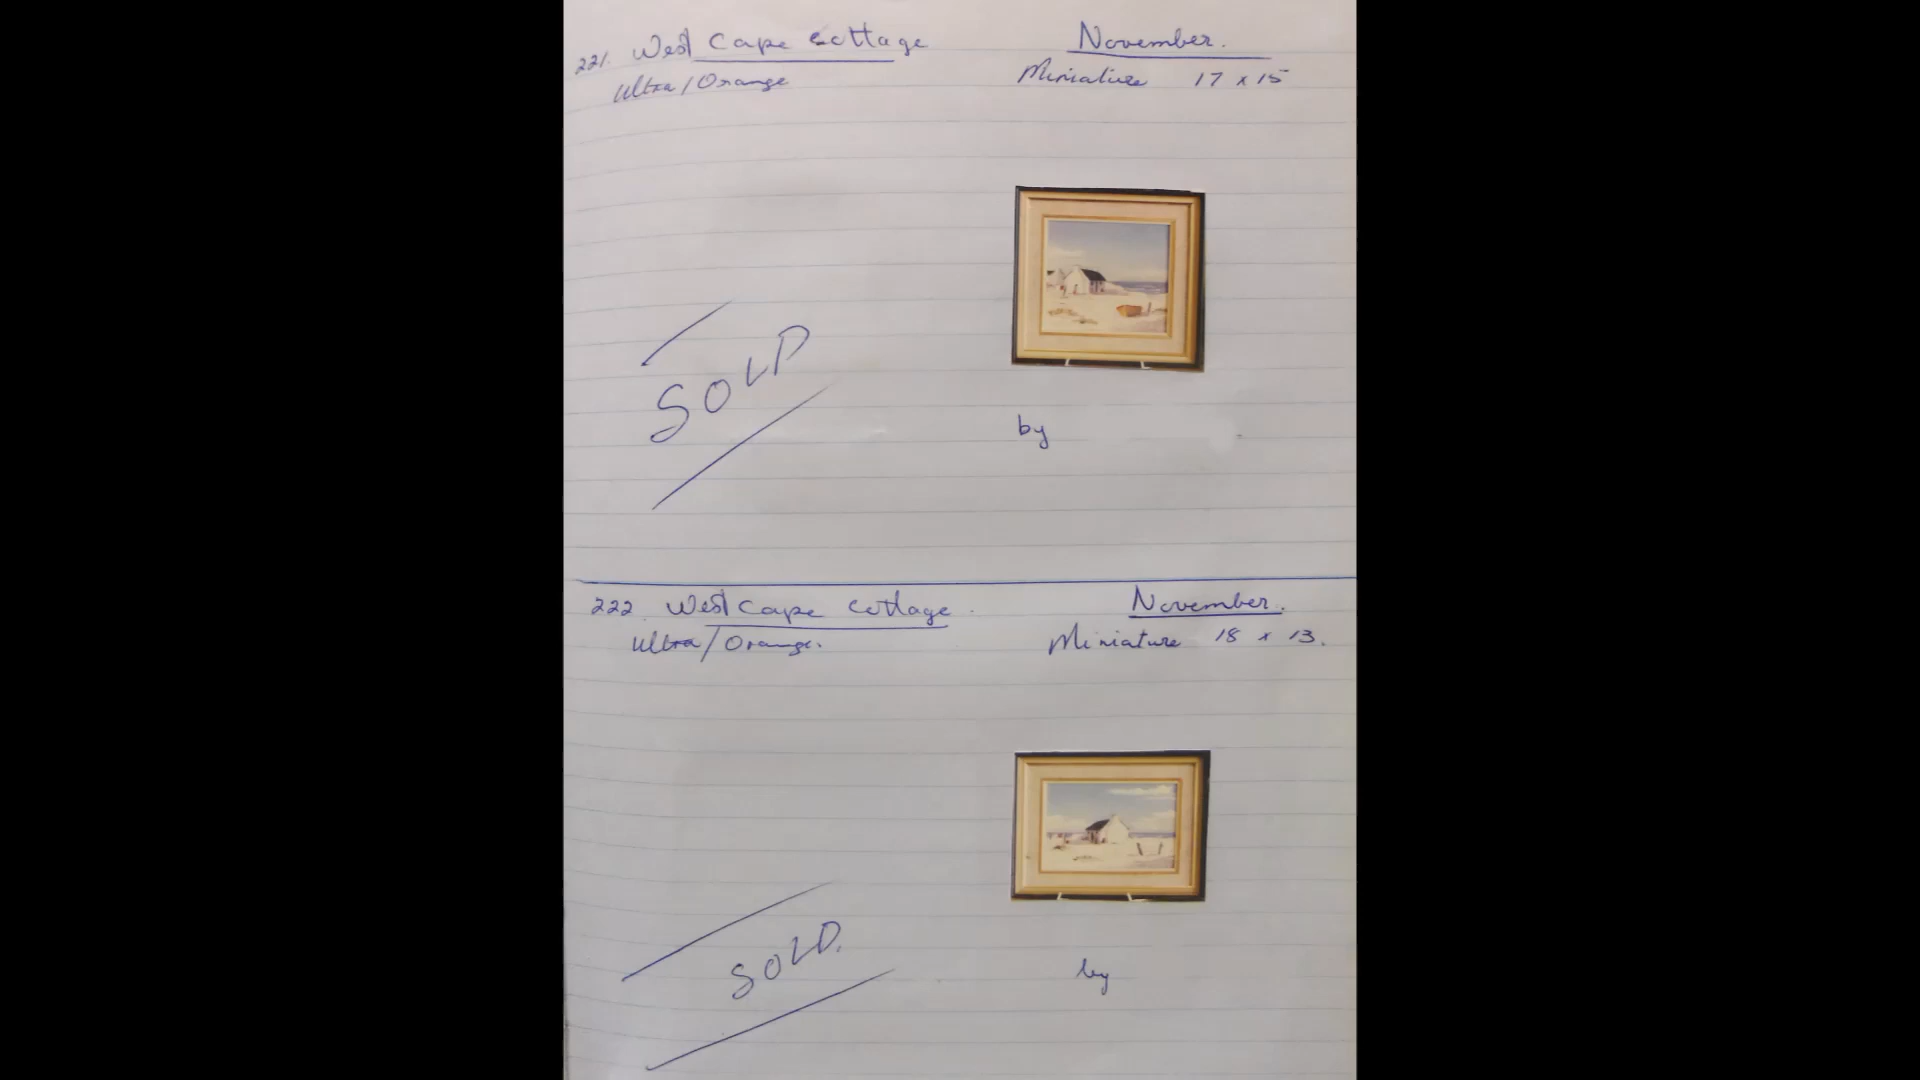 221. West Cape Cottage
November.
Ultra/Orange
Miniature 17 x 15
SOLD
by
222. West Cape Cottage.
November.
Ultra/Orange.
Miniature 18 x 13.
SOLD.
by